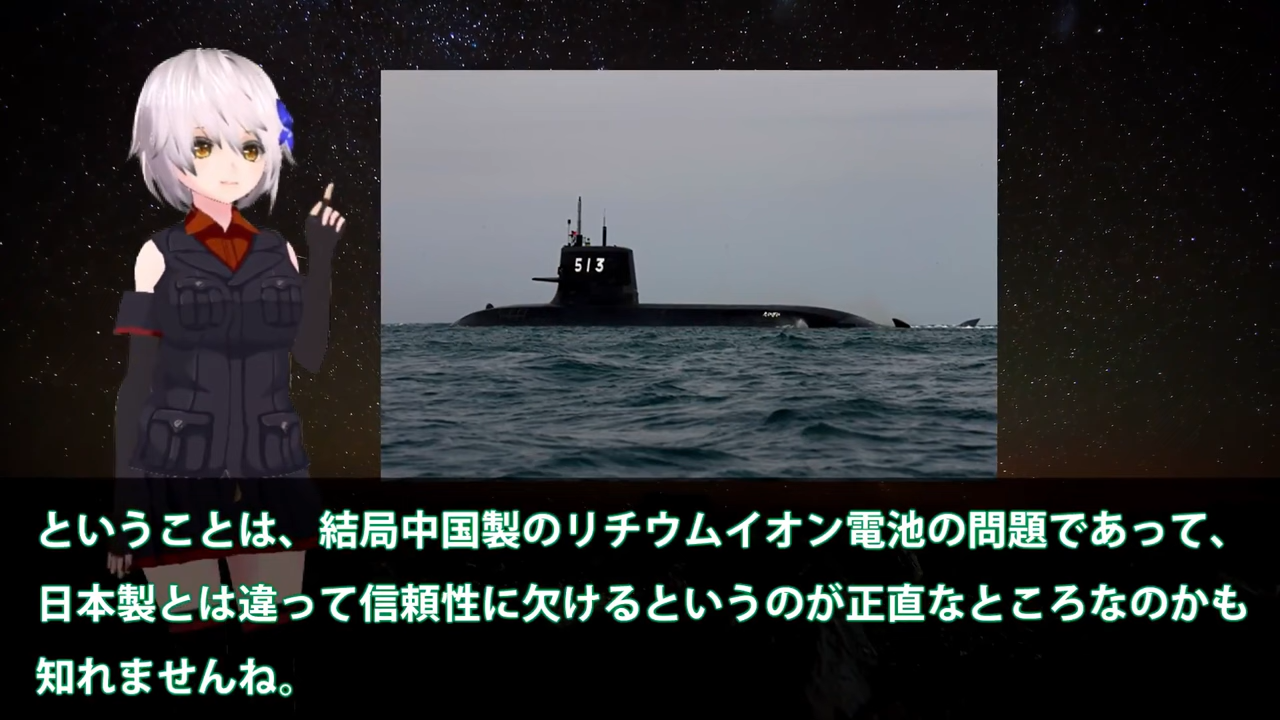 513
ということは、結局中国製のリチウムイオン電池の問題であって、
日本製とは違って信頼性に欠けるというのが正直なところなのかも
知れませんね。